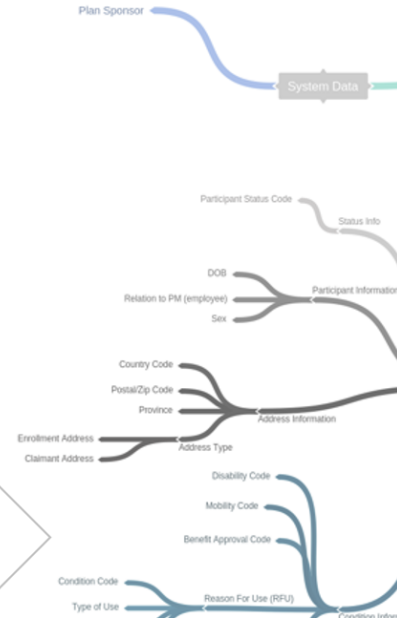 Plan Sponsor
System Data
Participant Status Code
Status Info
DOB
Participant Information
Relation to PM (employee)
Sex
Country Code
Postal/Zip Code
Province
Address Information
Enrollment Address
Address Type
Claimant Address
Disability Code
Mobility Code
Benefit Approval Code
Condition Code
Reason For Use (RFU)
Type of Use
Condition